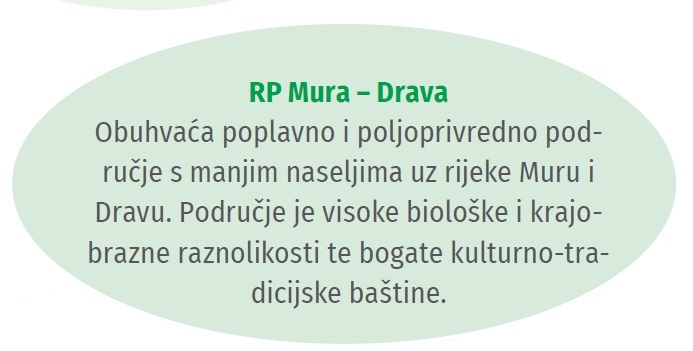 RP Mura – Drava
Obuhvaća poplavno i poljoprivredno pod-
ručje s manjim naseljima uz rijeke Muru i
Dravu. Područje je visoke biološke i krajo-
brazne raznolikosti te bogate kulturno-tra-
dicijske baštine.